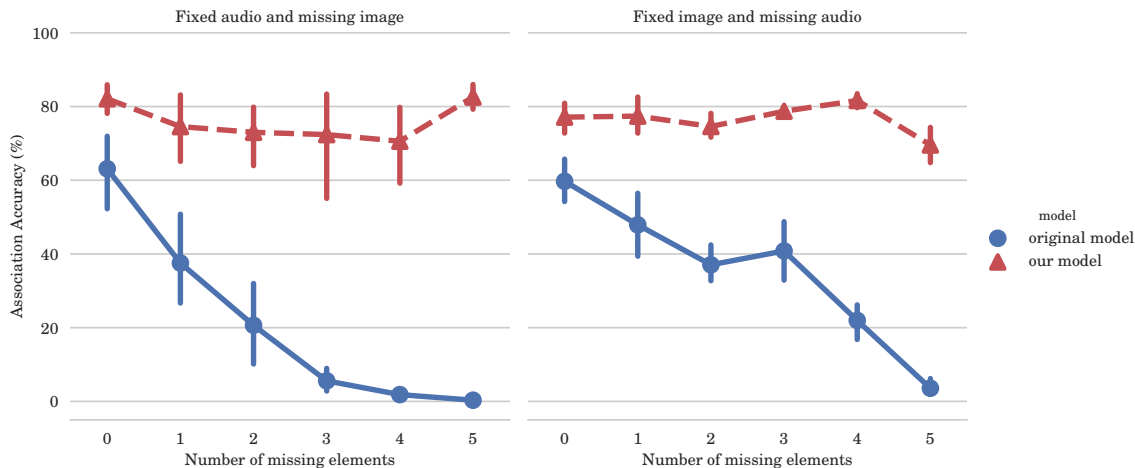 Fixed audio and missing image
Fixed image and missing audio
100
80
60
40
20
0
Association Accuracy (%)
0 1 2 3 4 5
0 1 2 3 4 5
Number of missing elements
Number of missing elements
model
original model
our model